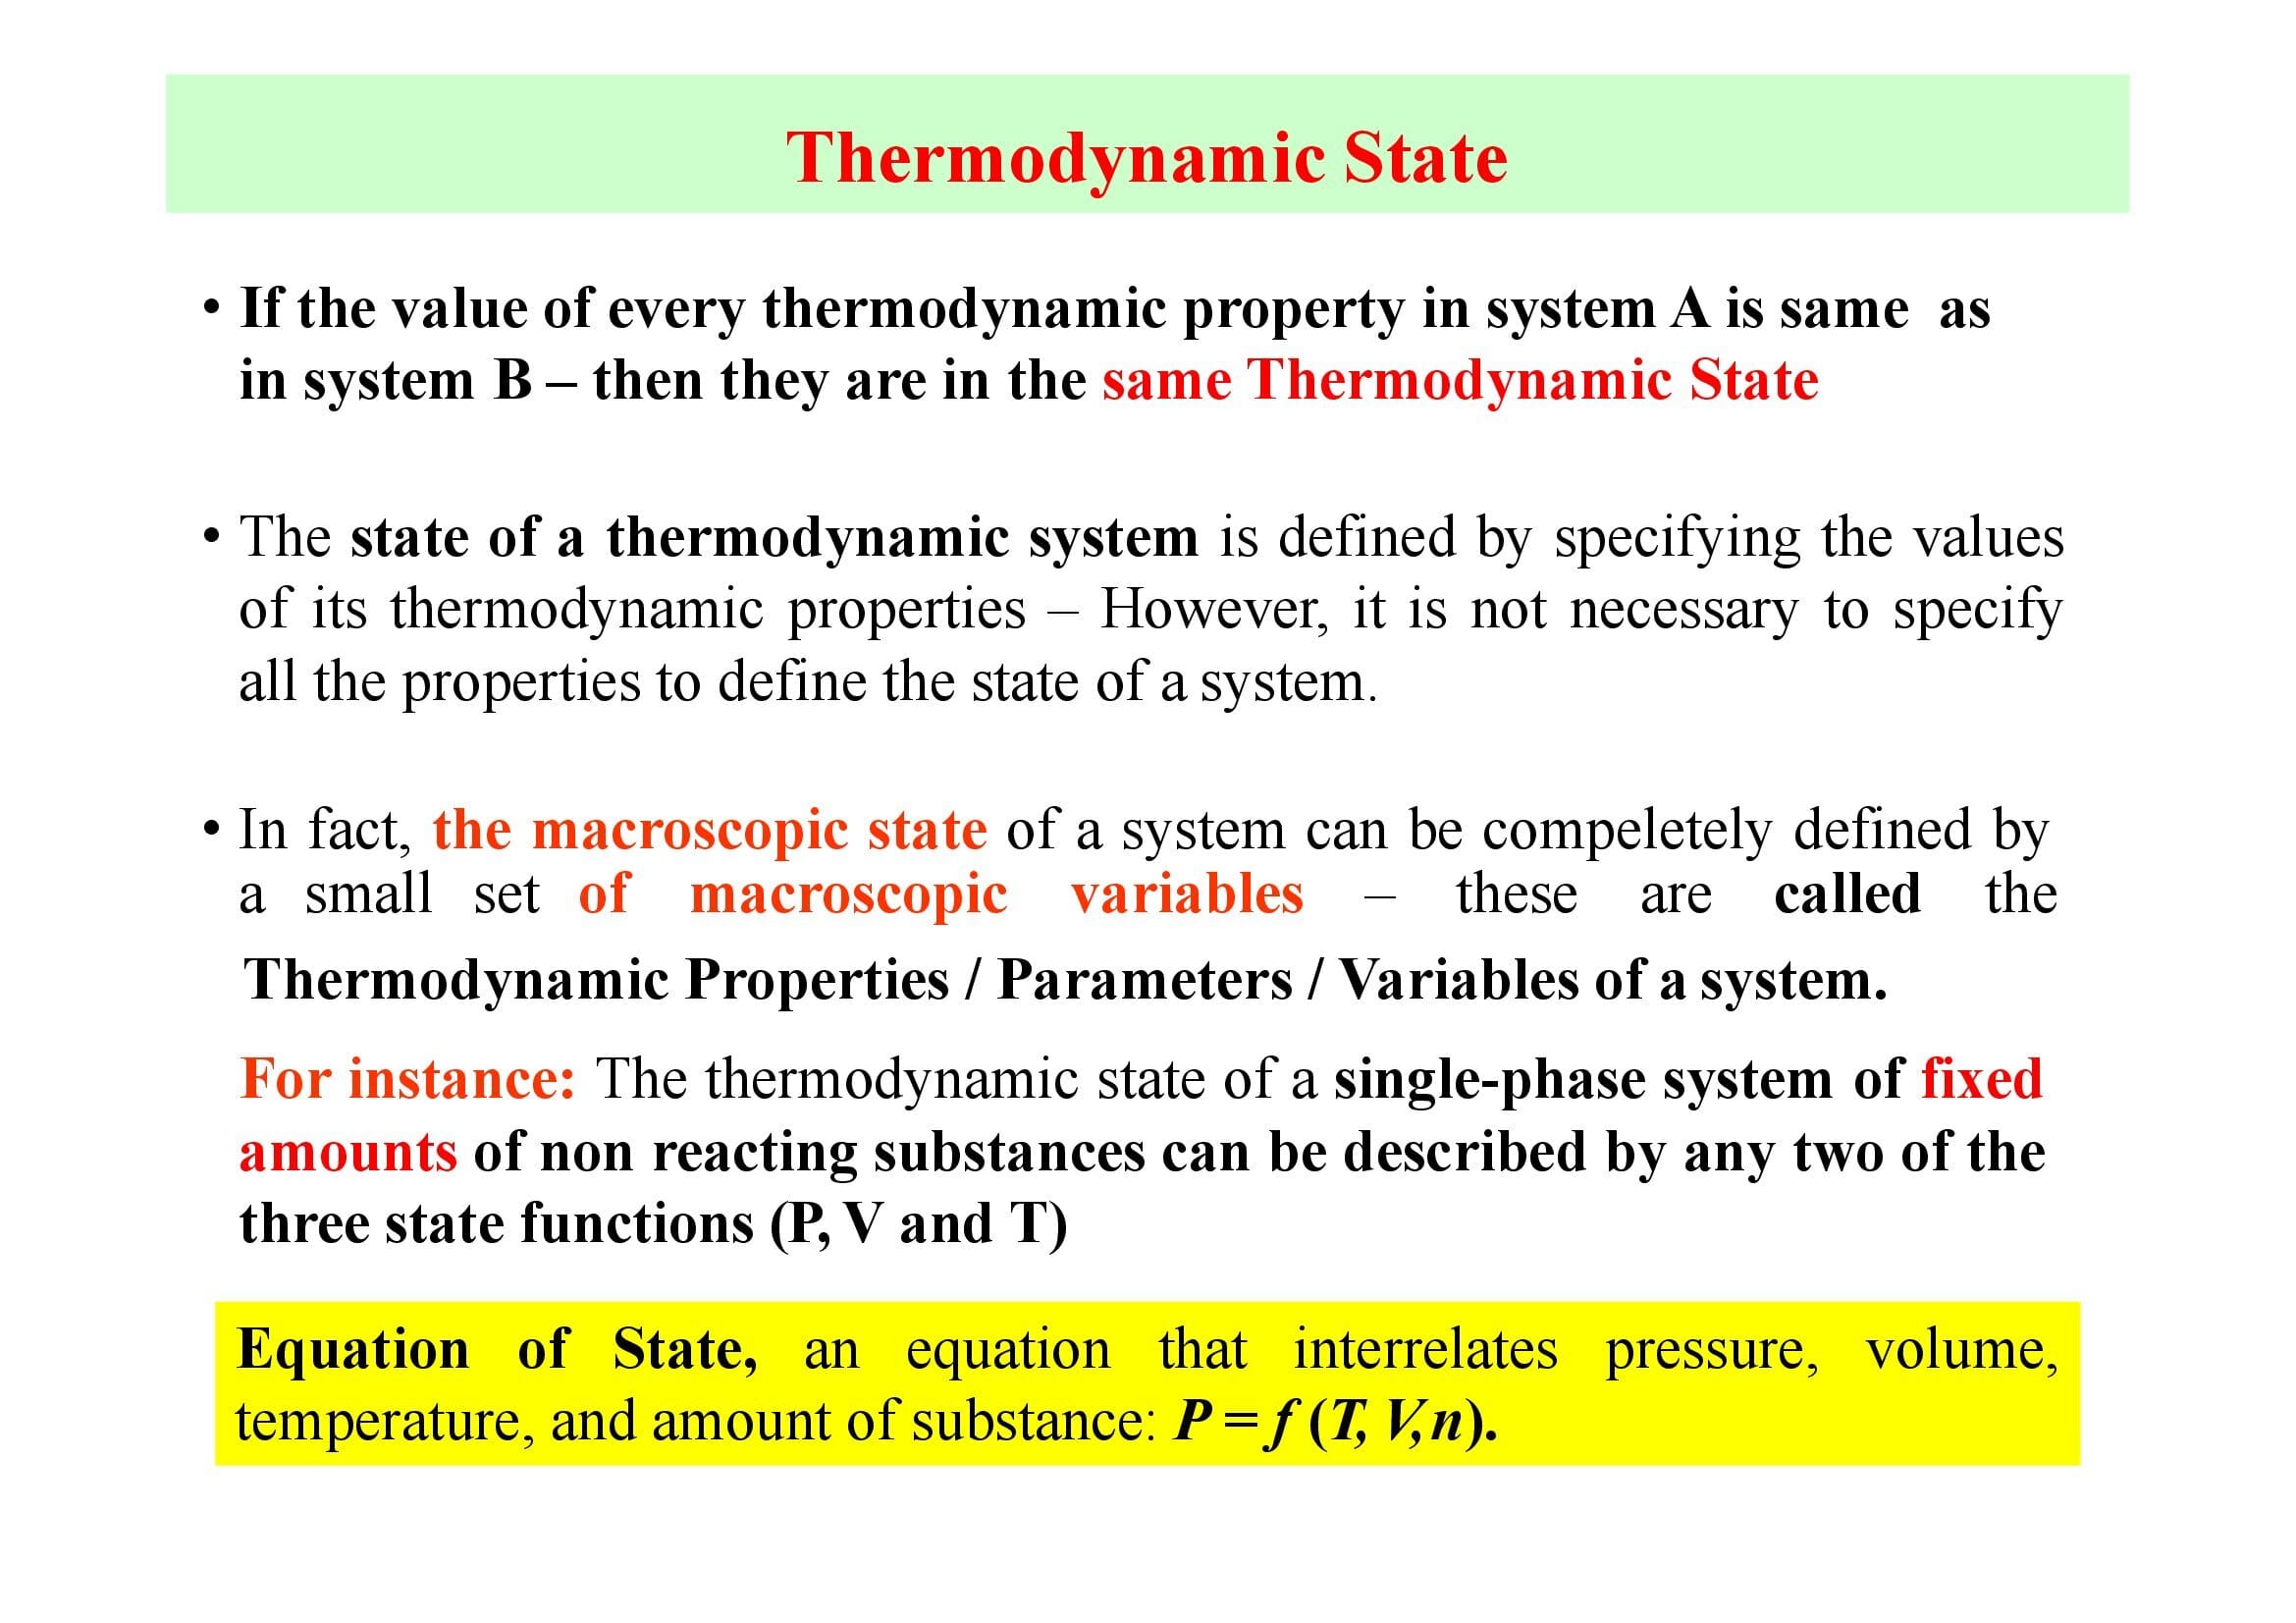 Thermodynamic State
• If the value of every thermodynamic property in system A is same as
in system B – then they are in the same Thermodynamic State
• The state of a thermodynamic system is defined by specifying the values
of its thermodynamic properties – However, it is not necessary to specify
all the properties to define the state of a system.
• In fact, the macroscopic state of a system can be compeletely defined by
a small set of macroscopic variables – these are called the
Thermodynamic Properties / Parameters / Variables of a system.
For instance: The thermodynamic state of a single-phase system of fixed
amounts of non reacting substances can be described by any two of the
three state functions (P, V and T)
Equation of State, an equation that interrelates pressure, volume,
temperature, and amount of substance: P = f (T, V,n).